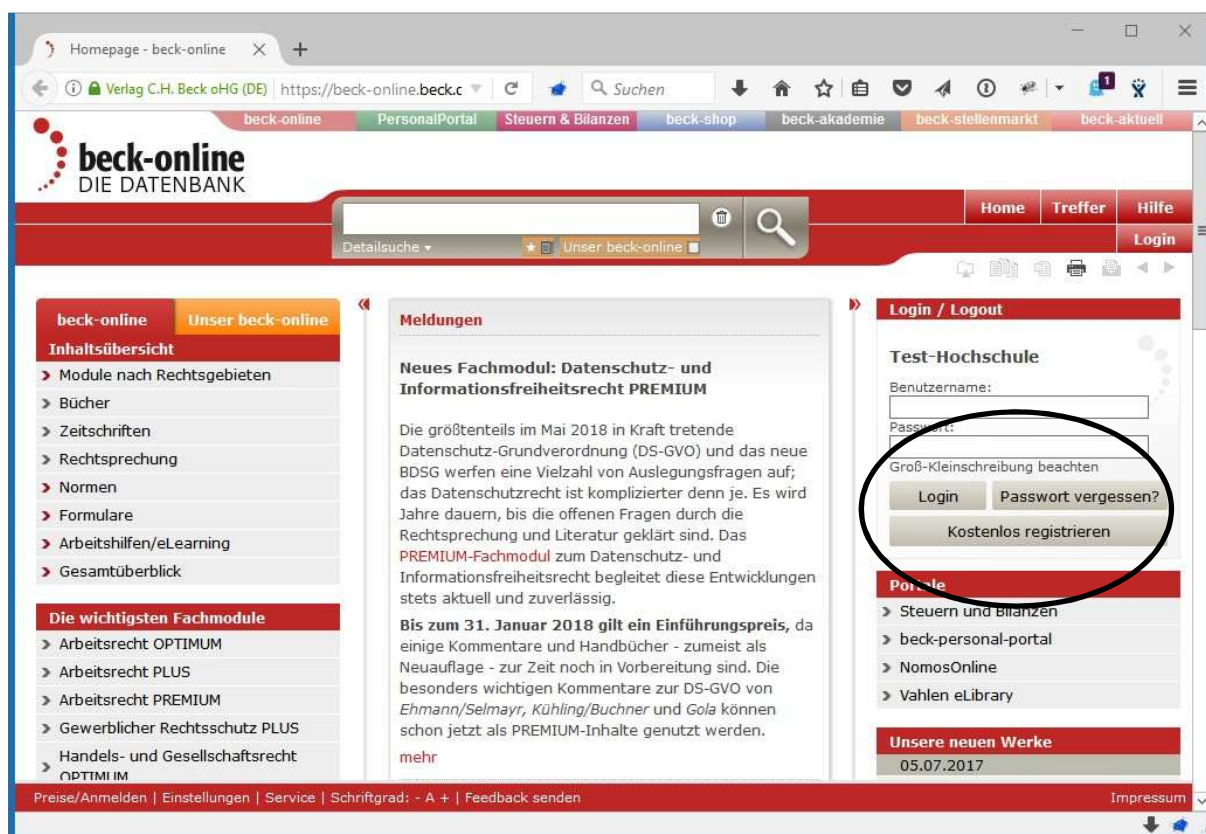 Homepage - beck-online
Verlag C.H. Beck oHG (DE) https://beck-online.beck.c Suchen 1
beck-online PersonalPortal Steuern & Bilanzen beck-shop beck-akademie beck-stellenmarkt beck-aktuell
beck-online
DIE DATENBANK
Home Treffer Hilfe
Detailsuche Unser beck-online Login
beck-online Unser beck-online
Inhaltsübersicht
Module nach Rechtsgebieten
Bücher
Zeitschriften
Rechtsprechung
Normen
Formulare
Arbeitshilfen/eLearning
Gesamtüberblick
Die wichtigsten Fachmodule
Arbeitsrecht OPTIMUM
Arbeitsrecht PLUS
Arbeitsrecht PREMIUM
Gewerblicher Rechtsschutz PLUS
Handels- und Gesellschaftsrecht
OPTIMUM
Meldungen
Neues Fachmodul: Datenschutz- und
Informationsfreiheitsrecht PREMIUM
Die größtenteils im Mai 2018 in Kraft tretende
Datenschutz-Grundverordnung (DS-GVO) und das neue
BDSG werfen eine Vielzahl von Auslegungsfragen auf;
das Datenschutzrecht ist komplizierter denn je. Es wird
Jahre dauern, bis die offenen Fragen durch die
Rechtsprechung und Literatur geklärt sind. Das
PREMIUM-Fachmodul zum Datenschutz- und
Informationsfreiheitsrecht begleitet diese Entwicklungen
stets aktuell und zuverlässig.
Bis zum 31. Januar 2018 gilt ein Einführungspreis, da
einige Kommentare und Handbücher - zumeist als
Neuauflage - zur Zeit noch in Vorbereitung sind. Die
besonders wichtigen Kommentare zur DS-GVO von
Ehmann/Selmayr, Kühling/Buchner und Gola können
schon jetzt als PREMIUM-Inhalte genutzt werden.
mehr
Login / Logout
Test-Hochschule
Benutzername:
Passwort:
Groß-Kleinschreibung beachten
Login Passwort vergessen?
Kostenlos registrieren
Portale
Steuern und Bilanzen
beck-personal-portal
NomosOnline
Vahlen eLibrary
Unsere neuen Werke
05.07.2017
Preise/Anmelden | Einstellungen | Service | Schriftgrad: - A + | Feedback senden Impressum